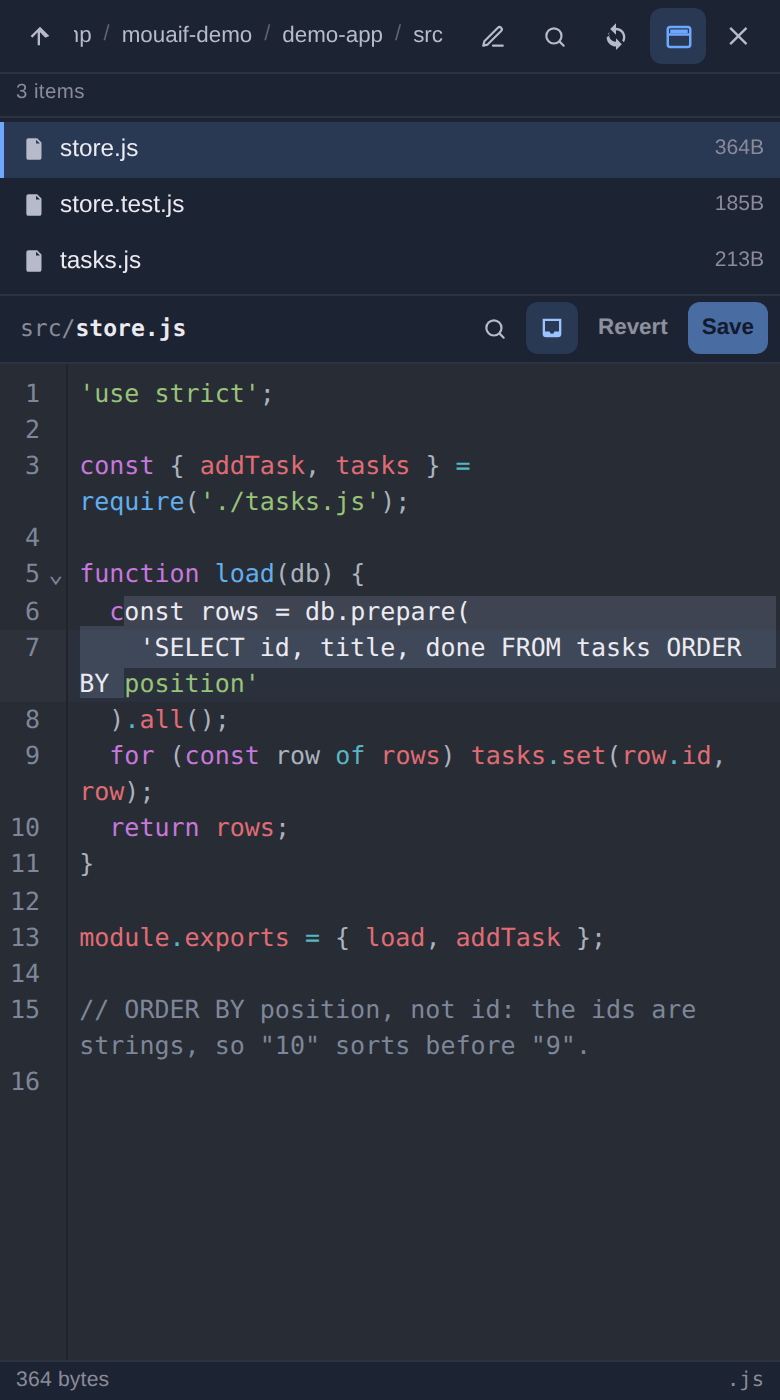 mouaif-demo / demo-app / src
3 items
store.js 364B
store.test.js 185B
tasks.js 213B
src/store.js Revert Save
1 'use strict';
2
3 const { addTask, tasks } =
require('./tasks.js');
4
5 function load(db) {
6 const rows = db.prepare(
7 'SELECT id, title, done FROM tasks ORDER
BY position'
8 ).all();
9 for (const row of rows) tasks.set(row.id,
row);
10 return rows;
11 }
12
13 module.exports = { load, addTask };
14
15 // ORDER BY position, not id: the ids are
strings, so "10" sorts before "9".
16
364 bytes .js